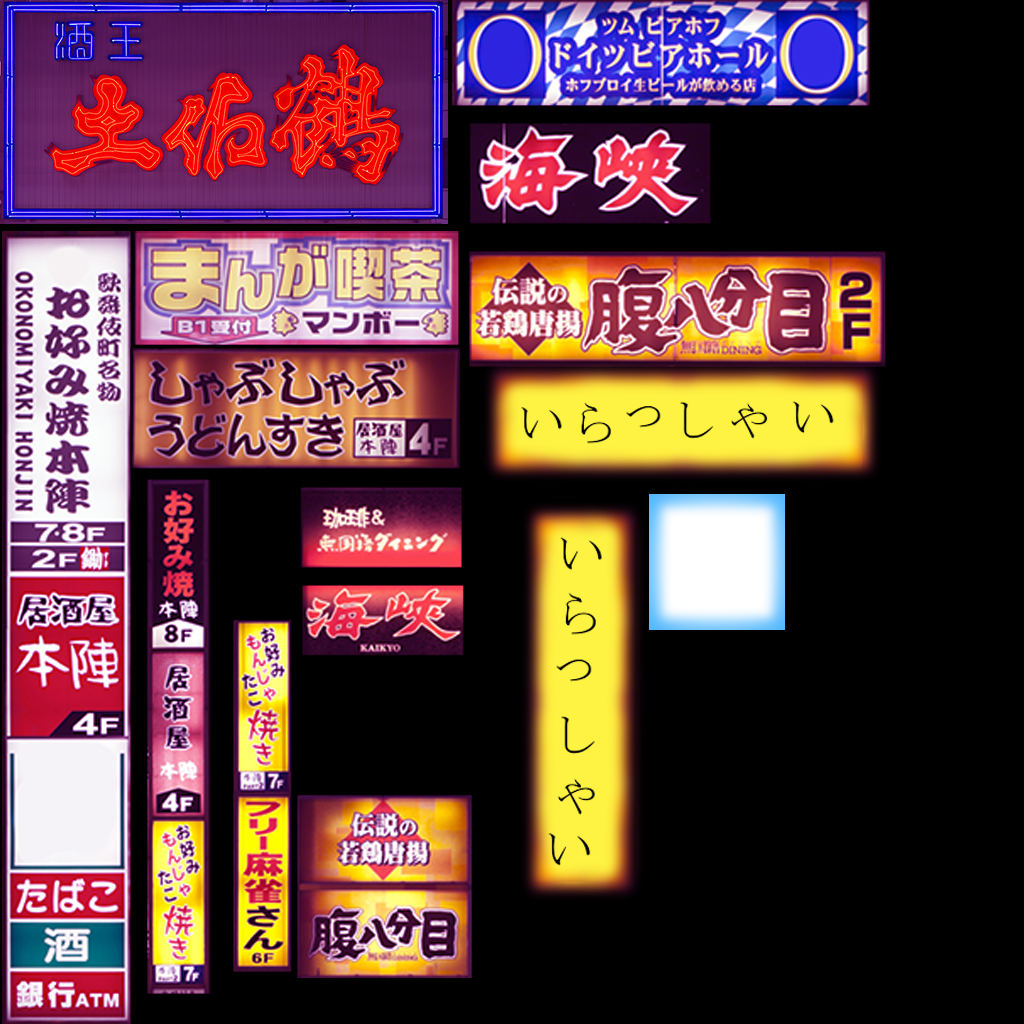 酒王
土佐鶴
ツム ビアホフ
ドイツビアホール
ホフブロイ生ビールが飲める店
海峡
歌舞伎町名物
お好み焼本陣
OKONOMIYAKI HONJIN
7·8F
2F 鋤
居酒屋
本陣
4F
たばこ
酒
銀行ATM
まんが喫茶
B1受付
マンボー
しゃぶしゃぶ
うどんすき
居酒屋
本陣
4F
伝説の
若鶏唐揚
腹八分目
DINING
2F
いらっしゃい
お好み焼
本陣
8F
居酒屋
本陣
4F
お好み
もんじゃ
たこ焼き
7F
珈琲&
無国籍ダイニング
海峡
KAIKYO
お好み
もんじゃ
たこ焼き
7F
フリー麻雀さん
6F
伝説の
若鶏唐揚
腹八分目
DINING
いらっしゃい